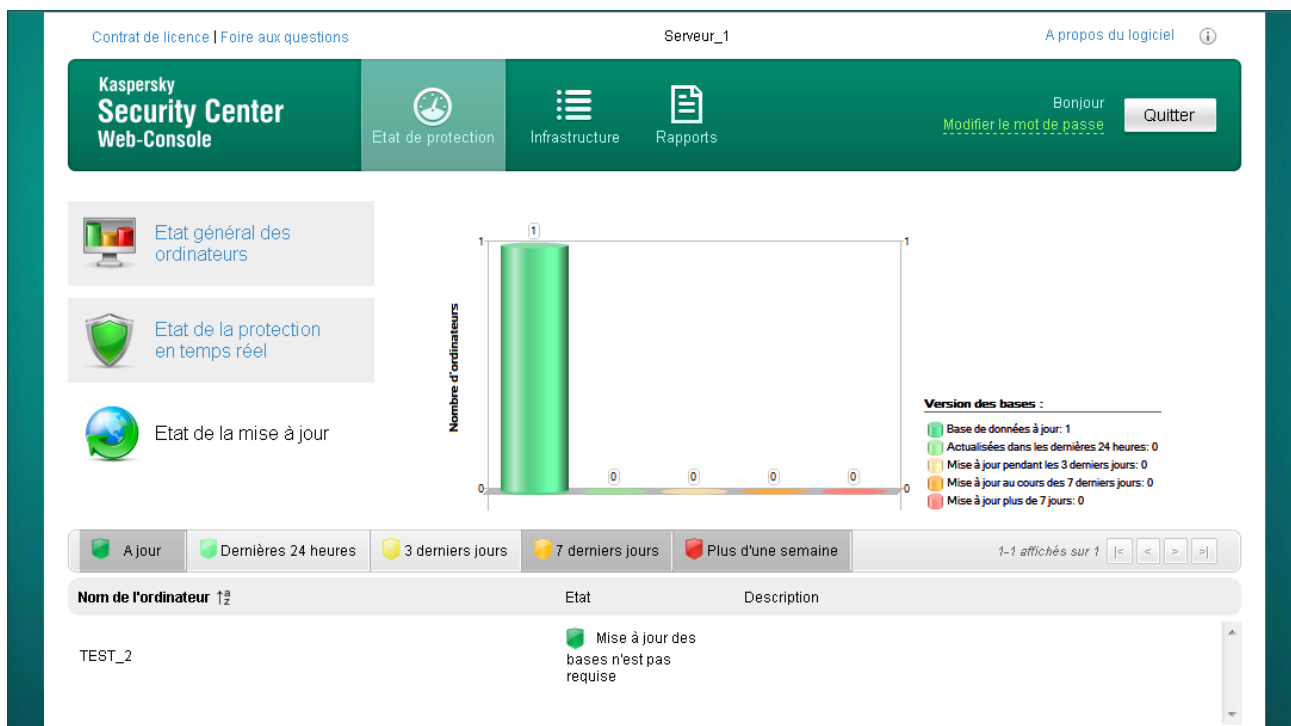 Contrat de licence | Foire aux questions
Serveur_1
A propos du logiciel
Kaspersky
Security Center
Web-Console
Etat de protection
Infrastructure
Rapports
Bonjour
Modifier le mot de passe
Quitter
Etat général des
ordinateurs
Etat de la protection
en temps réel
Etat de la mise à jour
Nombre d'ordinateurs
1
1
1
0
0
0
0
0
0
Version des bases :
Base de données à jour: 1
Actualisées dans les dernières 24 heures: 0
Mise à jour pendant les 3 derniers jours: 0
Mise à jour au cours des 7 derniers jours: 0
Mise à jour plus de 7 jours: 0
A jour
Dernières 24 heures
3 derniers jours
7 derniers jours
Plus d'une semaine
1-1 affichés sur 1
|< < > >|
Nom de l'ordinateur ↑az
Etat
Description
TEST_2
Mise à jour des
bases n'est pas
requise